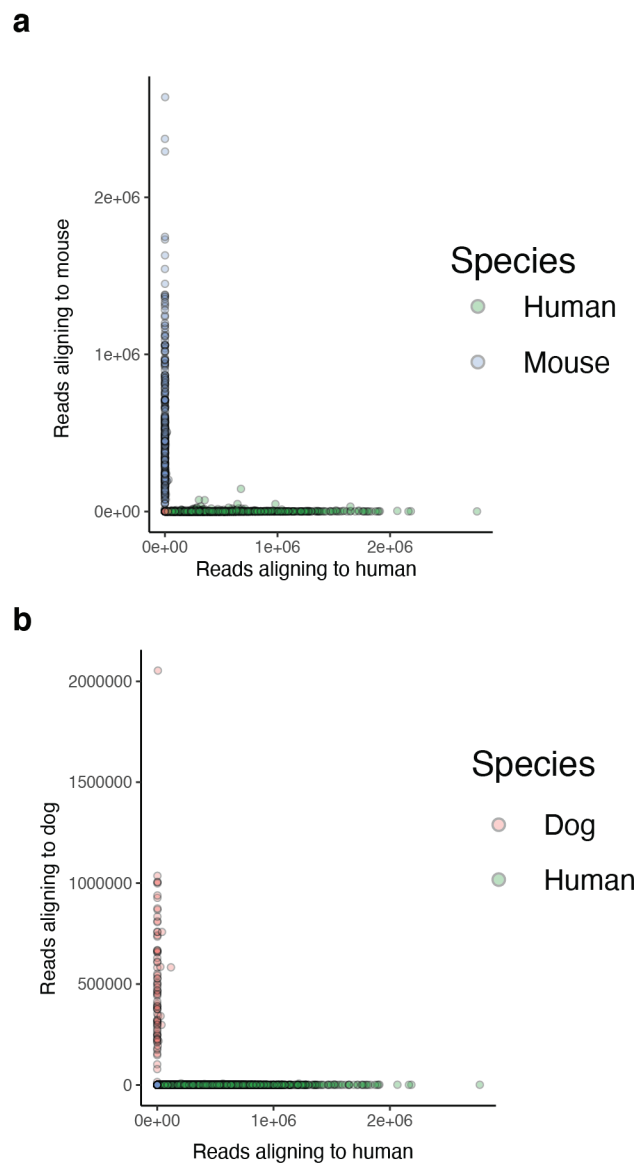 a
2e+06
1e+06
0e+00
Reads aligning to mouse
0e+00 1e+06 2e+06
Reads aligning to human
Species
Human
Mouse
b
2000000
1500000
1000000
500000
0
Reads aligning to dog
0e+00 1e+06 2e+06
Reads aligning to human
Species
Dog
Human